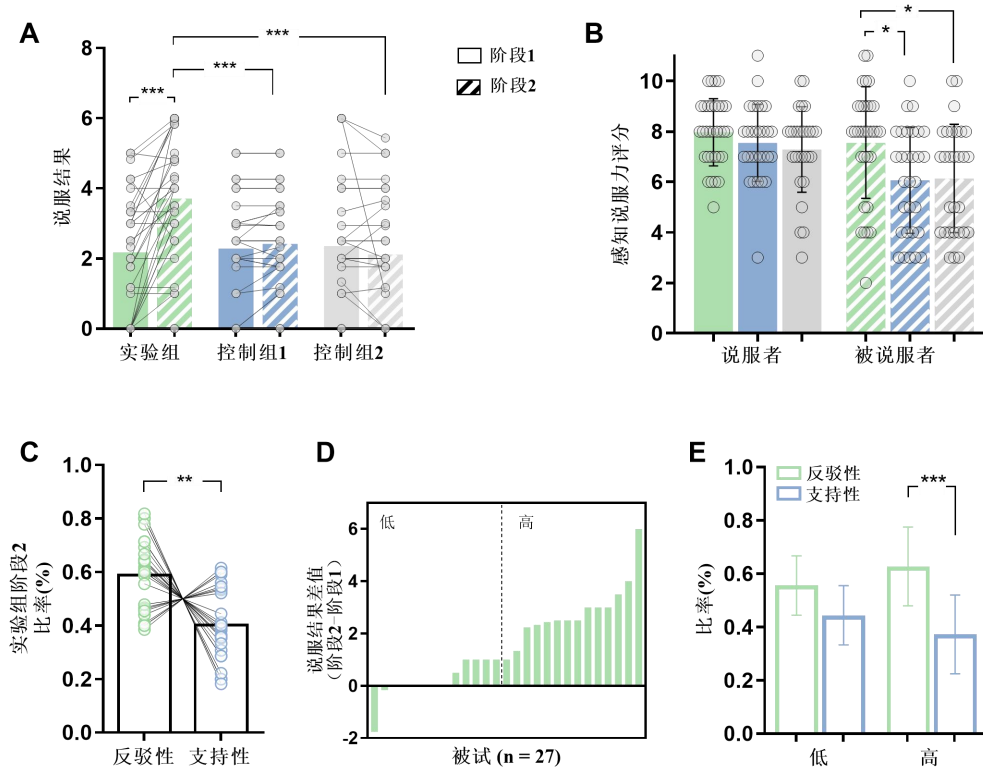 A
***
***
***
阶段1
阶段2
8
6
4
2
0
说服结果
实验组
控制组1
控制组2
B
*
*
10
8
6
4
2
0
感知说服力评分
说服者
被说服者
C
**
1.0
0.8
0.6
0.4
0.2
0.0
实验组阶段2
比率(%)
反驳性
支持性
D
低
高
6
4
2
0
-2
说服结果差值
(阶段2-阶段1)
被试 (n = 27)
E
反驳性
支持性
***
1.0
0.8
0.6
0.4
0.2
0.0
比率(%)
低
高